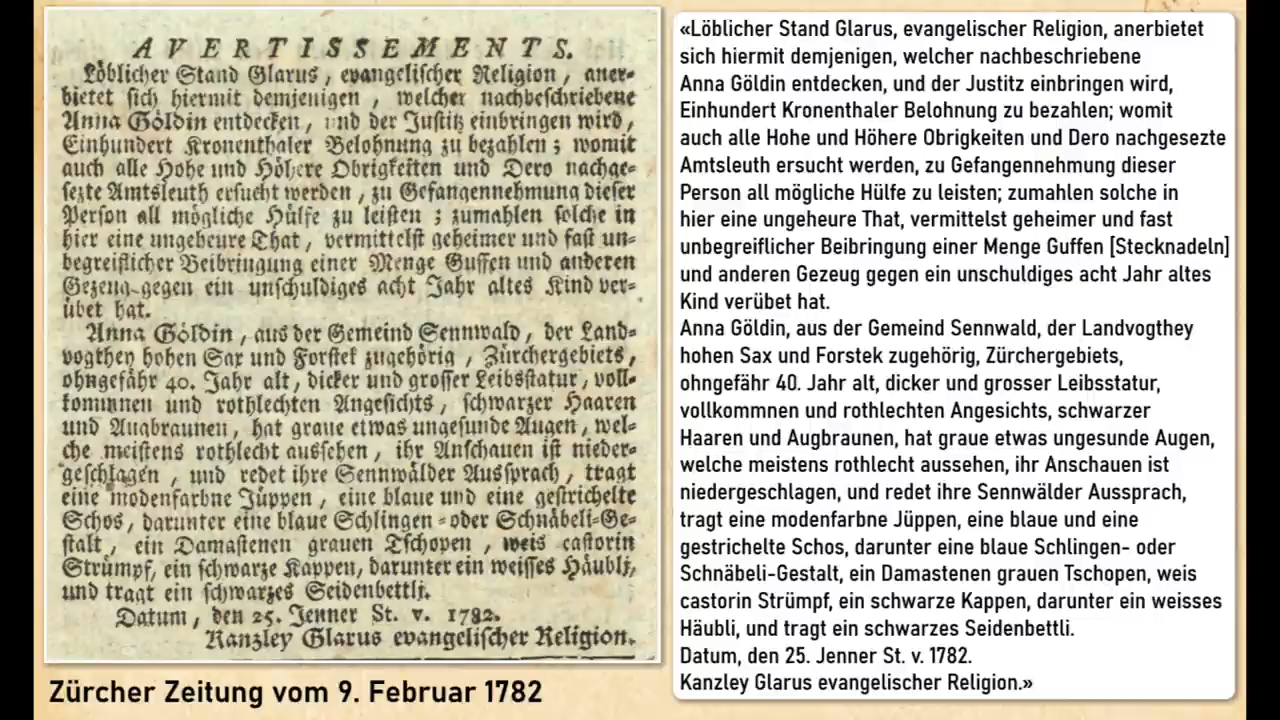 AVERTISSEMENTS.
Löblicher Stand Glarus, evangelischer Religion, aner-
bietet sich hiermit demjenigen, welcher nachbeschriebene
Anna Göldin entdecken, und der Justitz einbringen wird,
Einhundert Kronenthaler Belohnung zu bezahlen; womit
auch alle Hohe und Höhere Obrigkeiten und Dero nachge-
sezte Amtsleuth ersucht werden, zu Gefangennehmung dieser
Person all mögliche Hülfe zu leisten; zumahlen solche in
hier eine ungeheure That, vermittelst geheimer und fast un-
begreiflicher Beibringung einer Menge Guffen und anderen
Gezeug gegen ein unschuldiges acht Jahr altes Kind ver-
übet hat.
Anna Göldin, aus der Gemeind Sennwald, der Land-
vogthey hohen Sax und Forstek zugehörig, Zürchergebiets,
ohngefähr 40. Jahr alt, dicker und grosser Leibsstatur, voll-
kommnen und rothlechten Angesichts, schwarzer Haaren
und Augbraunen, hat graue etwas ungesunde Augen, wel-
che meistens rothlecht aussehen, ihr Anschauen ist nieder-
geschlagen, und redet ihre Sennwälder Aussprach, tragt
eine modenfarbne Jüppen, eine blaue und eine gestrichelte
Schos, darunter eine blaue Schlingen- oder Schnäbeli-Ge-
stalt, ein Damastenen grauen Tschopen, weis castorin
Strümpf, ein schwarze Kappen, darunter ein weisses Häubli,
und tragt ein schwarzes Seidenbettli.
Datum, den 25. Jenner St. v. 1782.
Kanzley Glarus evangelischer Religion.
Zürcher Zeitung vom 9. Februar 1782
«Löblicher Stand Glarus, evangelischer Religion, anerbietet
sich hiermit demjenigen, welcher nachbeschriebene
Anna Göldin entdecken, und der Justitz einbringen wird,
Einhundert Kronenthaler Belohnung zu bezahlen; womit
auch alle Hohe und Höhere Obrigkeiten und Dero nachgesezte
Amtsleuth ersucht werden, zu Gefangennehmung dieser
Person all mögliche Hülfe zu leisten; zumahlen solche in
hier eine ungeheure That, vermittelst geheimer und fast
unbegreiflicher Beibringung einer Menge Guffen [Stecknadeln]
und anderen Gezeug gegen ein unschuldiges acht Jahr altes
Kind verübet hat.
Anna Göldin, aus der Gemeind Sennwald, der Landvogthey
hohen Sax und Forstek zugehörig, Zürchergebiets,
ohngefähr 40. Jahr alt, dicker und grosser Leibsstatur,
vollkommnen und rothlechten Angesichts, schwarzer
Haaren und Augbraunen, hat graue etwas ungesunde Augen,
welche meistens rothlecht aussehen, ihr Anschauen ist
niedergeschlagen, und redet ihre Sennwälder Aussprach,
tragt eine modenfarbne Jüppen, eine blaue und eine
gestrichelte Schos, darunter eine blaue Schlingen- oder
Schnäbeli-Gestalt, ein Damastenen grauen Tschopen, weis
castorin Strümpf, ein schwarze Kappen, darunter ein weisses
Häubli, und tragt ein schwarzes Seidenbettli.
Datum, den 25. Jenner St. v. 1782.
Kanzley Glarus evangelischer Religion.»